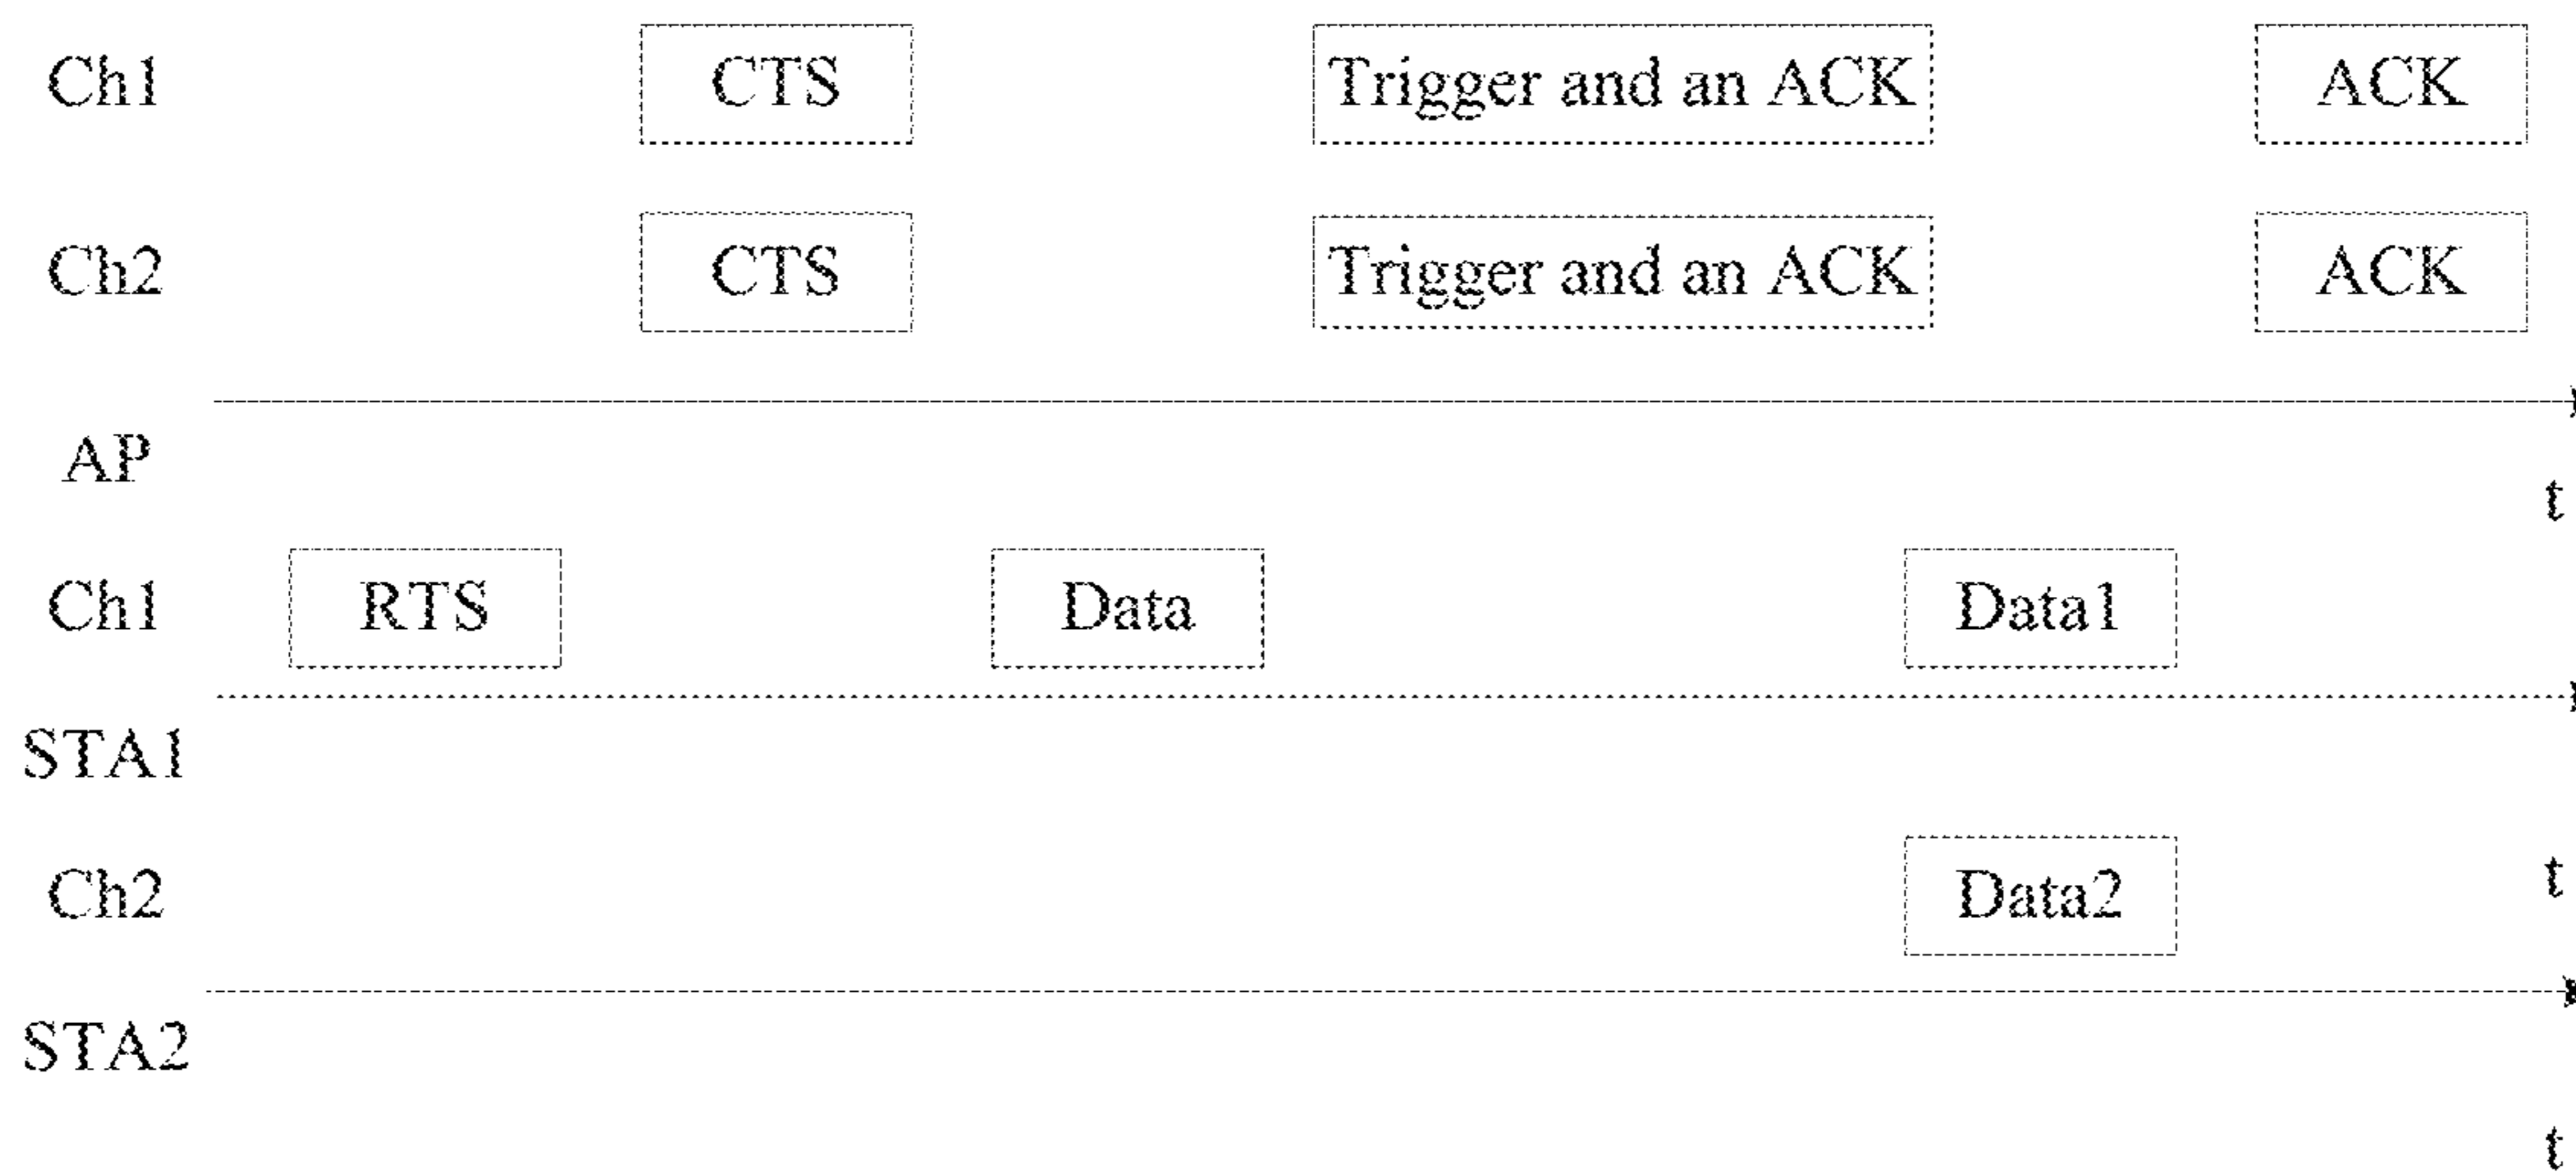 Ch1 CTS Trigger and an ACK ACK
Ch2 CTS Trigger and an ACK ACK
AP
t
Ch1 RTS Data Data1
STA1
t
Ch2 Data2
STA2
t